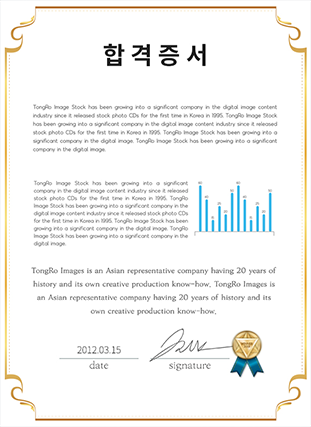 합격증서
TongRo Image Stock has been growing into a significant company in the digital image content
industry since it released stock photo CDs for the first time in Korea in 1995. TongRo Image Stock
has been growing into a significant company in the digital image content industry since it released
stock photo CDs for the first time in Korea in 1995. TongRo Image Stock has been growing into a
significant company in the digital image. TongRo Image Stock has been growing into a significant
company in the digital image.
TongRo Image Stock has been growing into a significant
company in the digital image content industry since it released
stock photo CDs for the first time in Korea in 1995. TongRo
Image Stock has been growing into a significant company in the
digital image content industry since it released stock photo CDs
for the first time in Korea in 1995. TongRo Image Stock has
been growing into a significant company in the digital image.
TongRo Image Stock has been growing into a significant
company in the digital image content industry since it released
digital image.
TongRo Images is an Asian representative company having 20 years of
history and its own creative production know-how, TongRo Images is
an Asian representative company having 20 years of history and its
own creative production know-how,
2012.03.15
date
signature